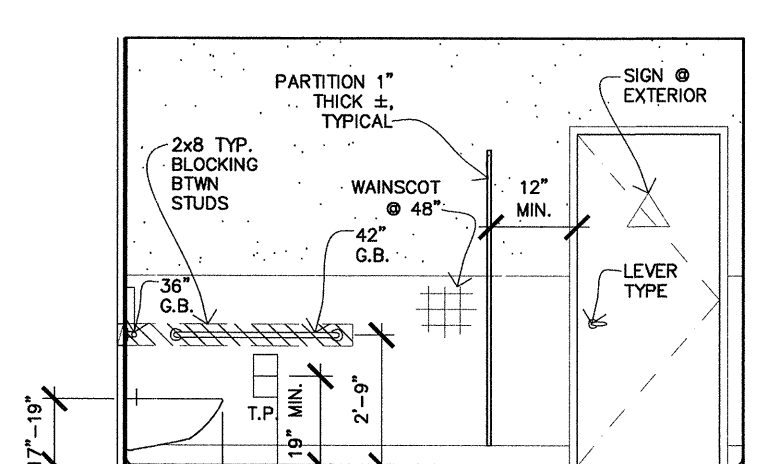 PARTITION 1"
THICK ±,
TYPICAL
SIGN @
EXTERIOR
2x8 TYP.
BLOCKING
BTWN
STUDS
WAINSCOT
@ 48"
12"
MIN.
42"
G.B.
36"
G.B.
LEVER
TYPE
T.P.
19" MIN.
2'-9"
17"-19"